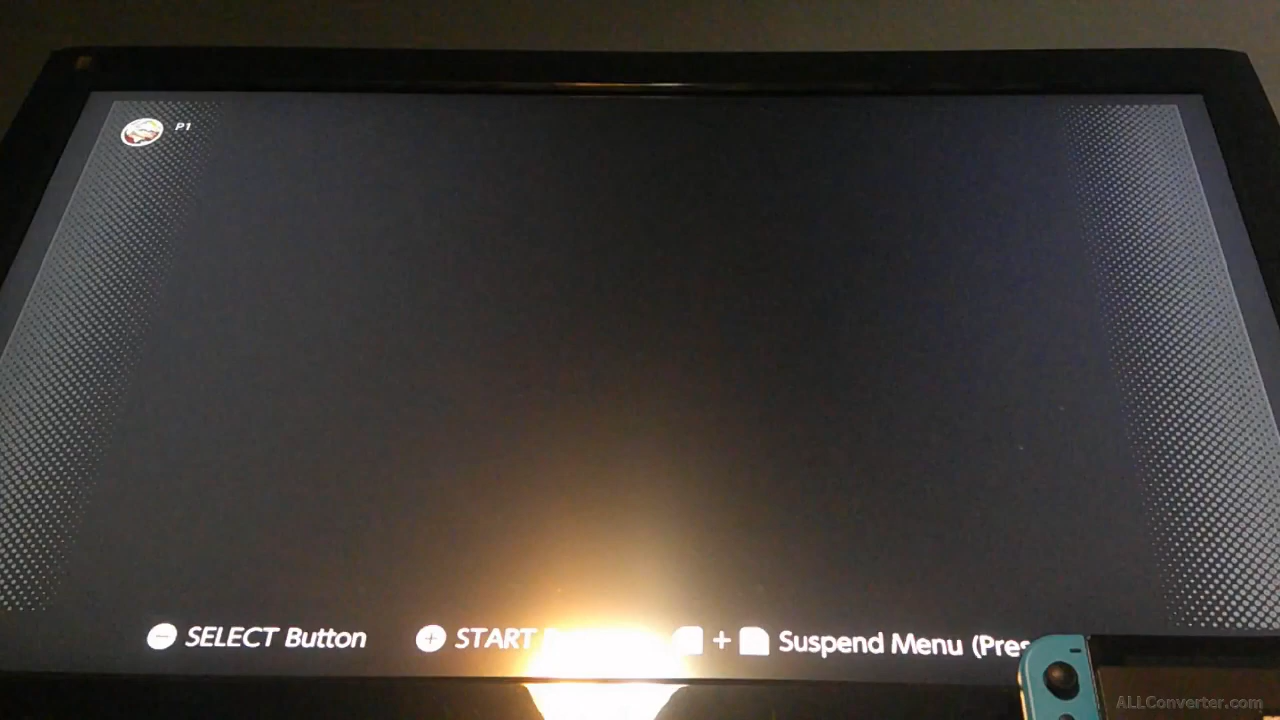 P1
SELECT Button
START
+
Suspend Menu (Pres
ALLConverter.com